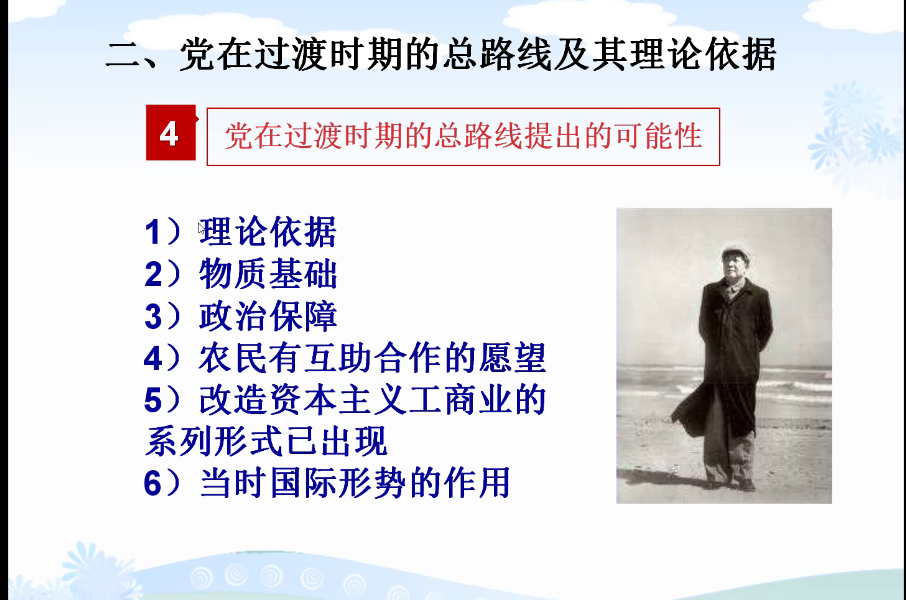 二、党在过渡时期的总路线及其理论依据
4
党在过渡时期的总路线提出的可能性
1）理论依据
2）物质基础
3）政治保障
4）农民有互助合作的愿望
5）改造资本主义工商业的
系列形式已出现
6）当时国际形势的作用